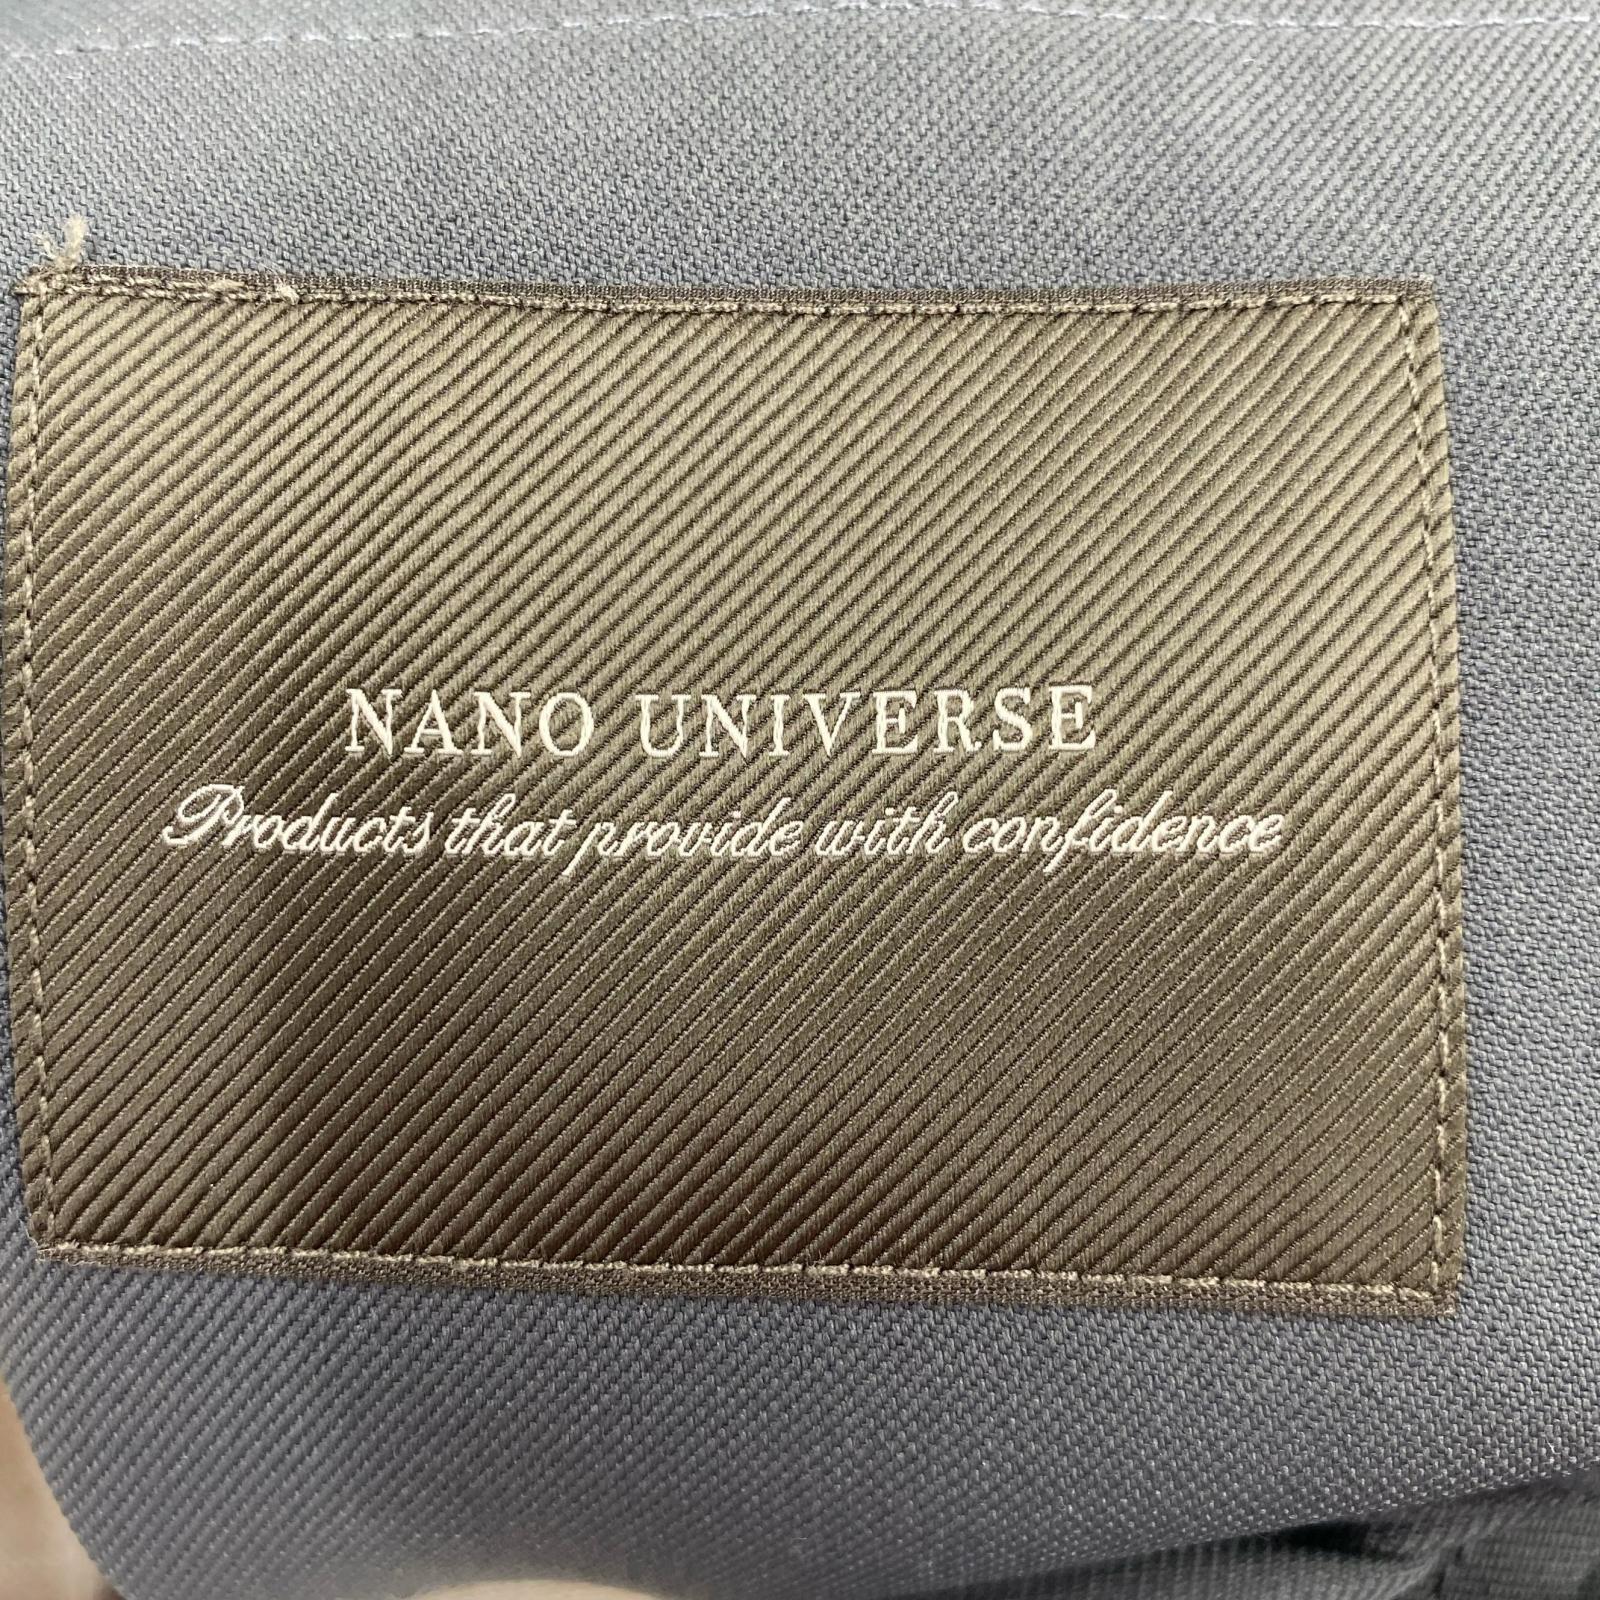 NANO UNIVERSE
Products that provide with confidence